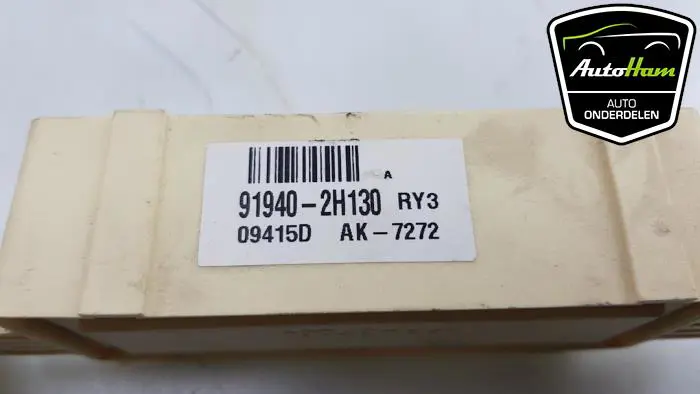 AutoHam
AUTO
ONDERDELEN
A
91940-2H130 RY3
09415D AK-7272